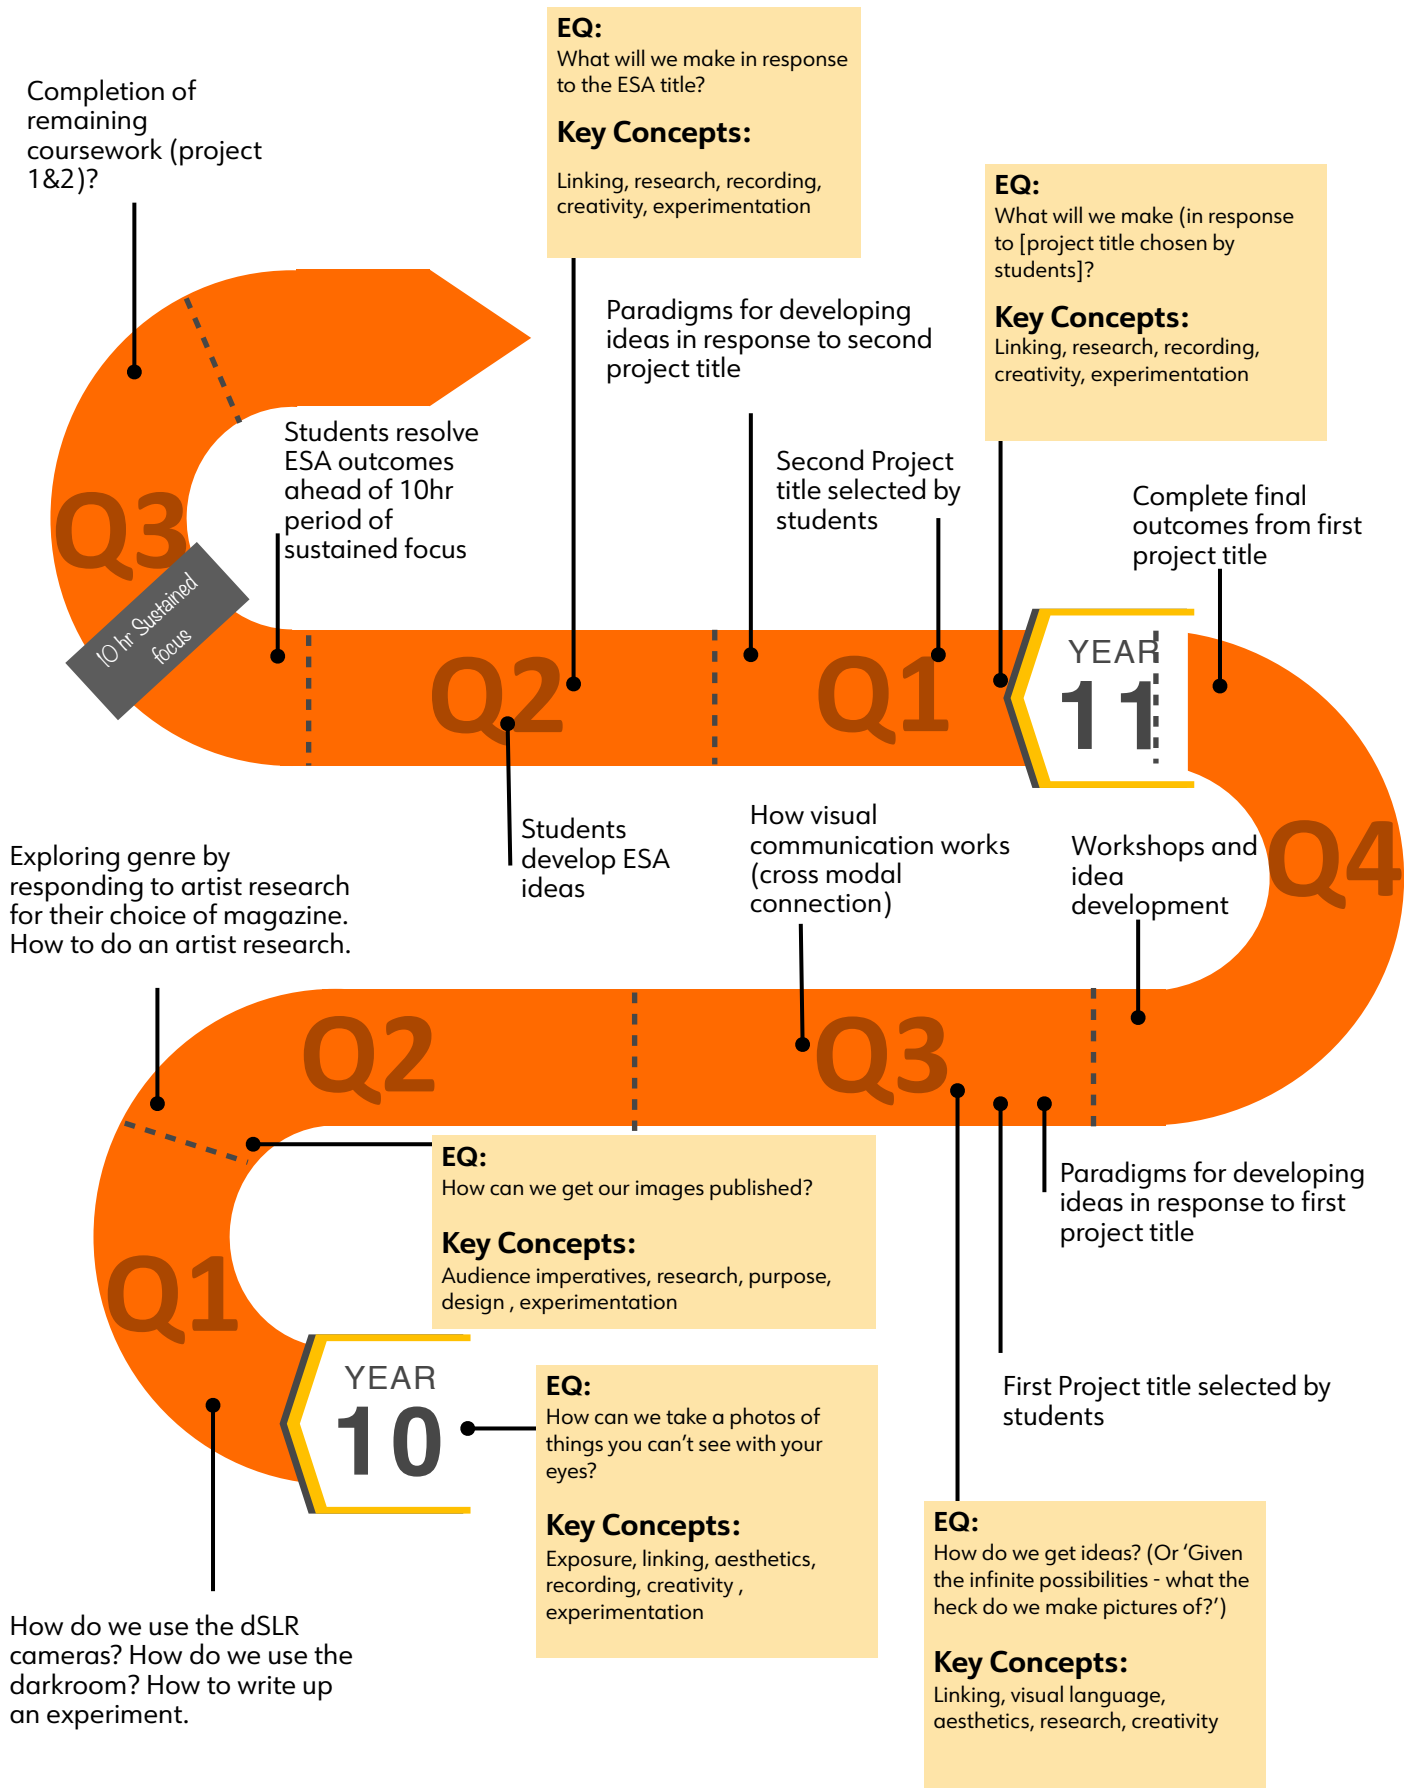 EQ:
What will we make in response
to the ESA title?
Key Concepts:
Linking, research, recording,
creativity, experimentation
Completion of
remaining
coursework (project
1&2)?
EQ:
What will we make (in response
to [project title chosen by
students]?
Key Concepts:
Linking, research, recording,
creativity, experimentation
Paradigms for developing
ideas in response to second
project title
Students resolve
ESA outcomes
ahead of 10hr
period of
sustained focus
Second Project
title selected by
students
Complete final
outcomes from first
project title
Q3
10 hr Sustained
focus
Q2
Q1
YEAR
11
Students
develop ESA
ideas
How visual
communication works
(cross modal
connection)
Workshops and
idea
development
Q4
Exploring genre by
responding to artist research
for their choice of magazine.
How to do an artist research.
Q2
Q3
EQ:
How can we get our images published?
Key Concepts:
Audience imperatives, research, purpose,
design , experimentation
Paradigms for developing
ideas in response to first
project title
Q1
YEAR
10
EQ:
How can we take a photos of
things you can't see with your
eyes?
Key Concepts:
Exposure, linking, aesthetics,
recording, creativity ,
experimentation
First Project title selected by
students
EQ:
How do we get ideas? (Or ‘Given
the infinite possibilities - what the
heck do we make pictures of?’)
Key Concepts:
Linking, visual language,
aesthetics, research, creativity
How do we use the dSLR
cameras? How do we use the
darkroom? How to write up
an experiment.